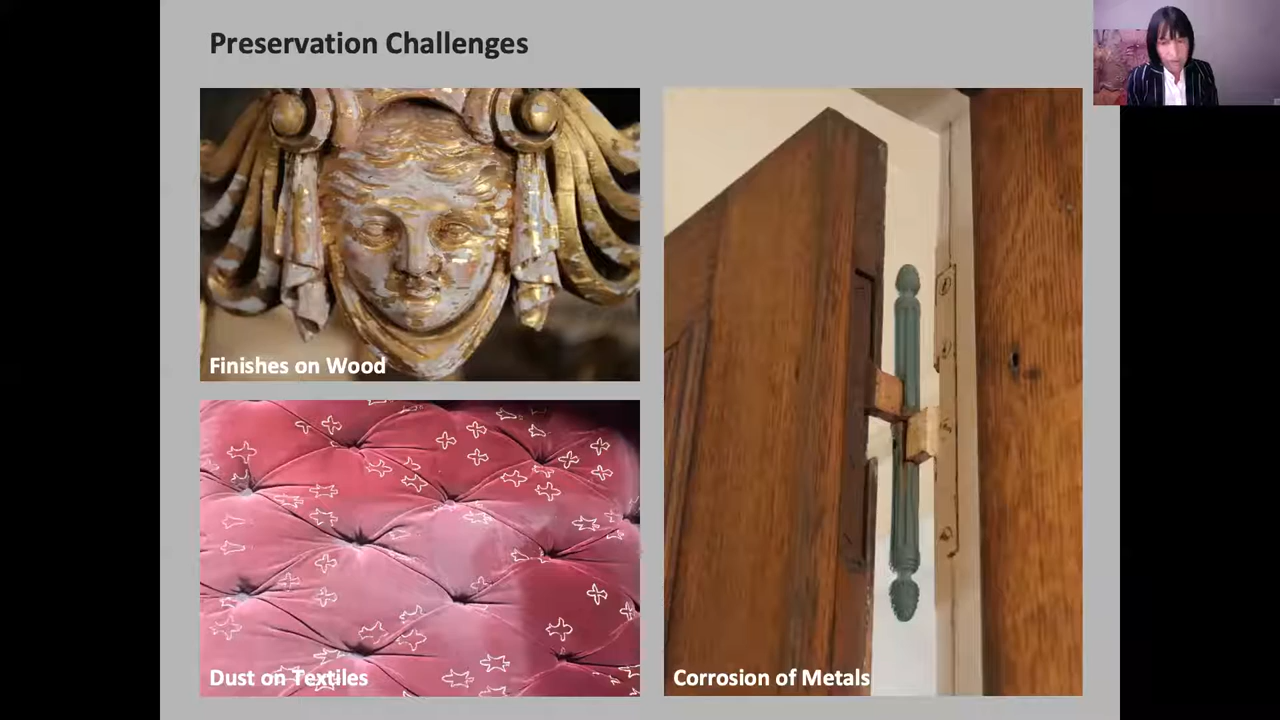 Preservation Challenges
Finishes on Wood
Dust on Textiles
Corrosion of Metals